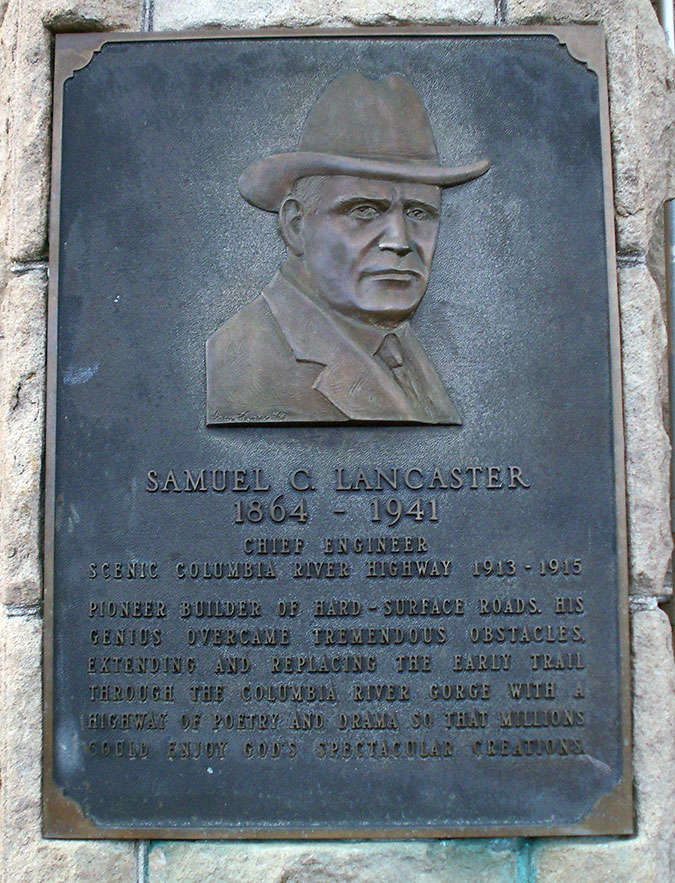 SAMUEL C. LANCASTER
1864 - 1941
CHIEF ENGINEER
SCENIC COLUMBIA RIVER HIGHWAY 1913 - 1915
PIONEER BUILDER OF HARD - SURFACE ROADS. HIS
GENIUS OVERCAME TREMENDOUS OBSTACLES,
EXTENDING AND REPLACING THE EARLY TRAIL
THROUGH THE COLUMBIA RIVER GORGE WITH A
HIGHWAY OF POETRY AND DRAMA SO THAT MILLIONS
COULD ENJOY GOD'S SPECTACULAR CREATIONS.